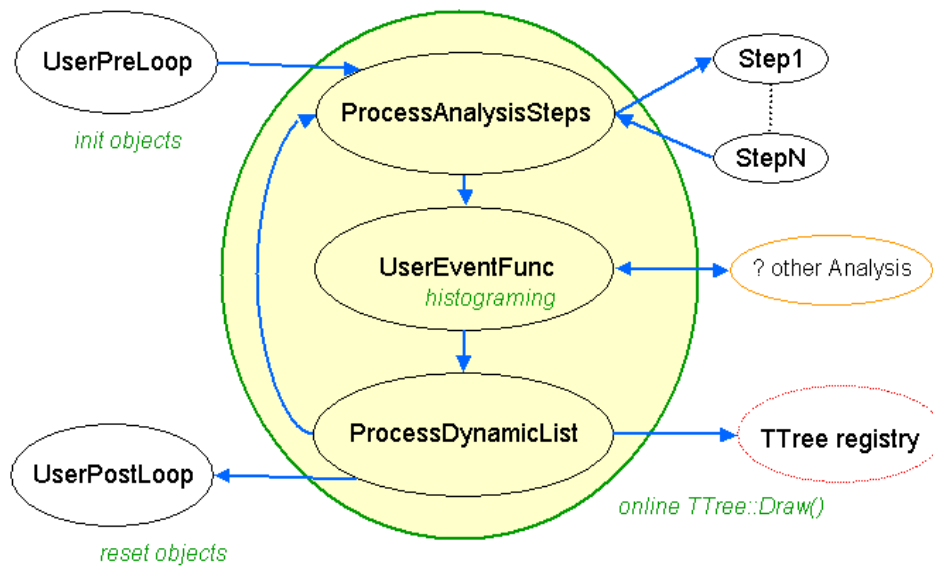 UserPreLoop
init objects
ProcessAnalysisSteps
Step1
StepN
UserEventFunc
histograming
? other Analysis
ProcessDynamicList
TTree registry
online TTree::Draw()
UserPostLoop
reset objects